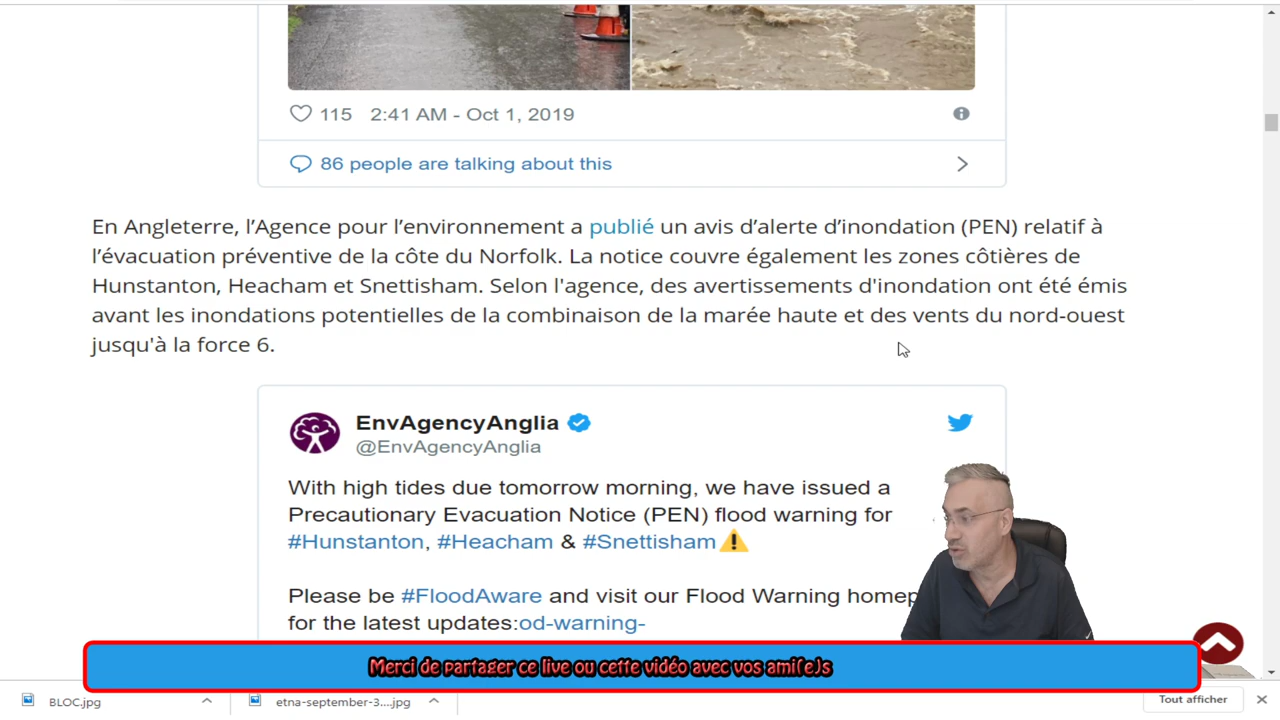 115 2:41 AM - Oct 1, 2019
86 people are talking about this
En Angleterre, l’Agence pour l’environnement a publié un avis d’alerte d’inondation (PEN) relatif à
l’évacuation préventive de la côte du Norfolk. La notice couvre également les zones côtières de
Hunstanton, Heacham et Snettisham. Selon l'agence, des avertissements d'inondation ont été émis
avant les inondations potentielles de la combinaison de la marée haute et des vents du nord-ouest
jusqu'à la force 6.
EnvAgencyAnglia
@EnvAgencyAnglia
With high tides due tomorrow morning, we have issued a
Precautionary Evacuation Notice (PEN) flood warning for
#Hunstanton, #Heacham & #Snettisham
Please be #FloodAware and visit our Flood Warning
for the latest updates:od-warning-
Merci de partager ce live ou cette vidéo avec vos ami(e)s
BLOC.jpg
etna-september-3....jpg
Tout afficher